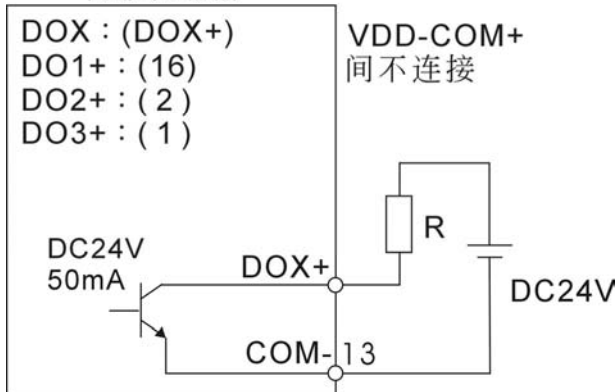 DOX：(DOX+)
DO1+：(16)
DO2+：( 2 )
DO3+：( 1 )
VDD-COM+
间不连接
R
DC24V
50mA
DOX+
DC24V
COM- 13